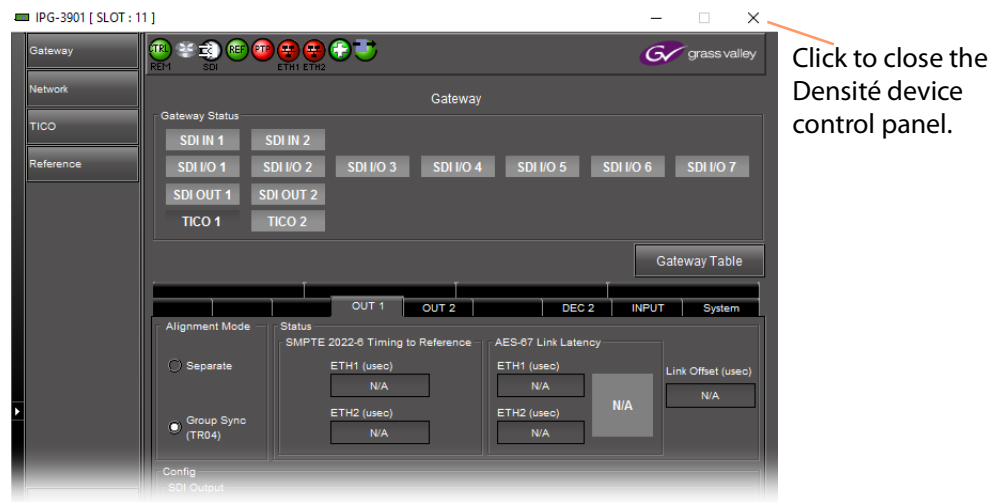 IPG-3901 [ SLOT : 11 ]
Click to close the
Densité device
control panel.
Gateway
Network
TICO
Reference
CTRL
REM
SDI
REF
PTP
ETH1 ETH2
GV grass valley
Gateway
Gateway Status
SDI IN 1 SDI IN 2
SDI I/O 1 SDI I/O 2 SDI I/O 3 SDI I/O 4 SDI I/O 5 SDI I/O 6 SDI I/O 7
SDI OUT 1 SDI OUT 2
TICO 1 TICO 2
Gateway Table
OUT 1 OUT 2 DEC 2 INPUT System
Alignment Mode
Separate
Group Sync
(TR04)
Status
SMPTE 2022-6 Timing to Reference
ETH1 (usec)
N/A
ETH2 (usec)
N/A
AES-67 Link Latency
ETH1 (usec)
N/A
ETH2 (usec)
N/A
N/A
Link Offset (usec)
N/A
Config
SDI Output